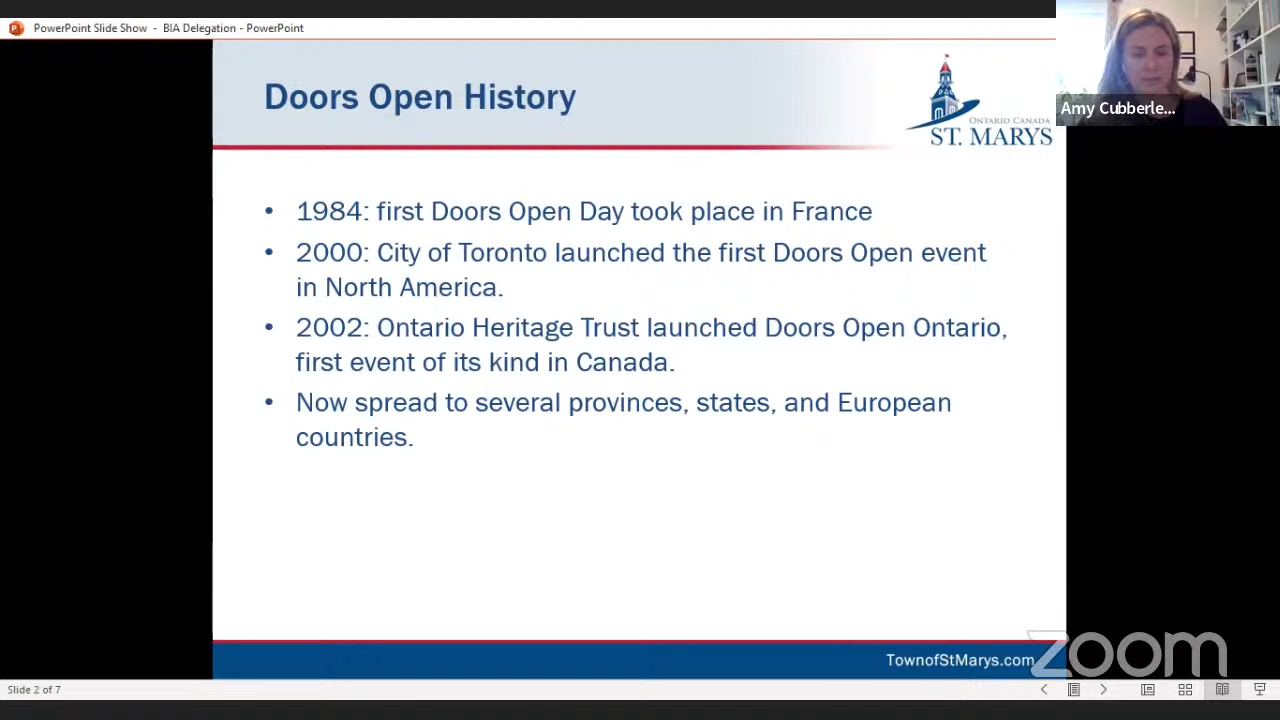 PowerPoint Slide Show - BIA Delegation - PowerPoint
Doors Open History
ONTARIO CANADA
ST. MARYS
Amy Cubberle...
• 1984: first Doors Open Day took place in France
• 2000: City of Toronto launched the first Doors Open event
in North America.
• 2002: Ontario Heritage Trust launched Doors Open Ontario,
first event of its kind in Canada.
• Now spread to several provinces, states, and European
countries.
TownofStMarys.com
zoom
Slide 2 of 7